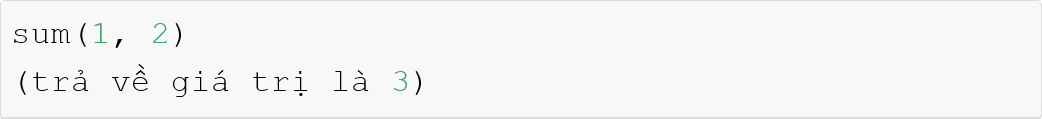 sum(1, 2)
(trả về giá trị là 3)